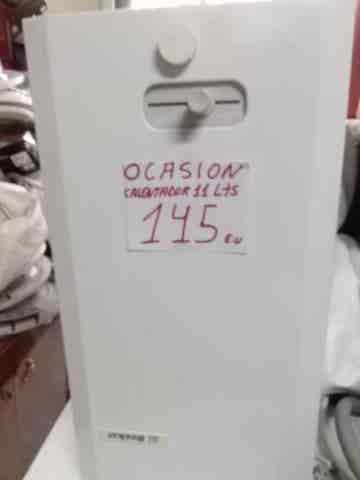 OCASION
CALENTADOR 11 LTS
145 EU